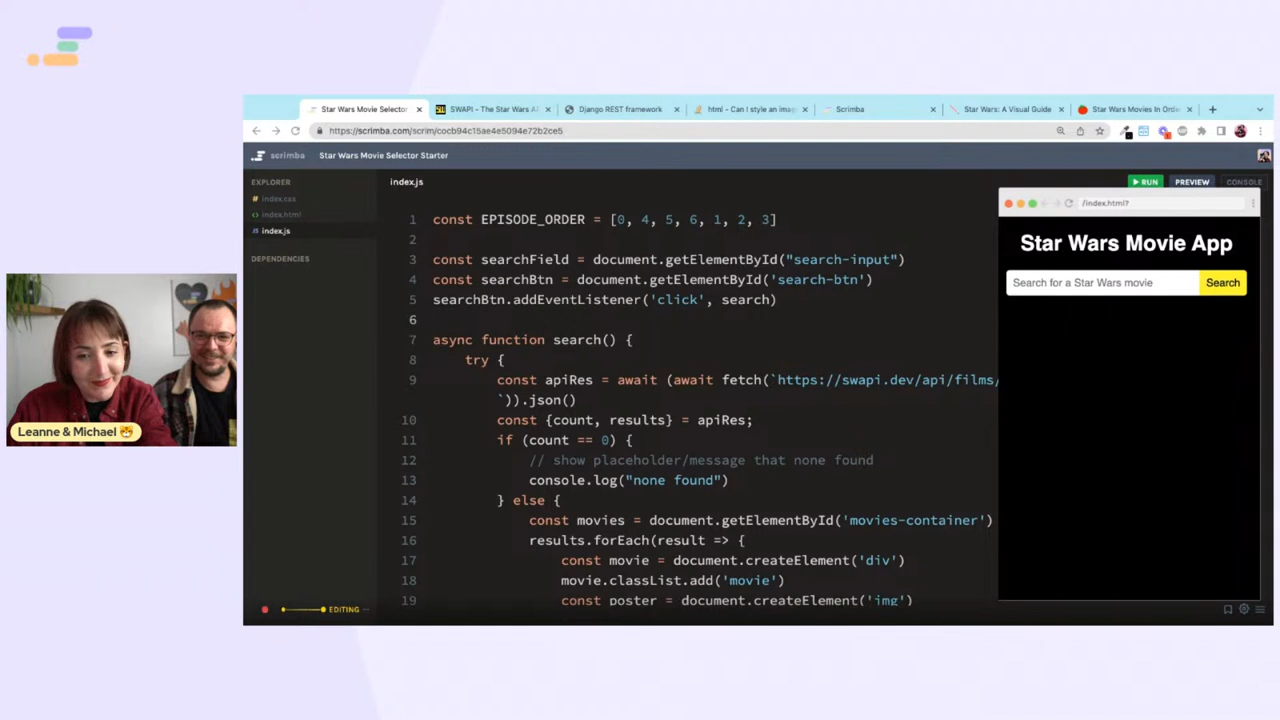 Star Wars Movie Selector
SWAPI - The Star Wars A
Django REST framework
html - Can I style an imag
Scrimba
Star Wars: A Visual Guide
Star Wars Movies In Orde
https://scrimba.com/scrim/cocb94c15ae4e5094e72b2ce5
scrimba
Star Wars Movie Selector Starter
EXPLORER
index.css
index.html
JS index.js
DEPENDENCIES
index.js
RUN
PREVIEW
CONSOLE
1 const EPISODE_ORDER = [0, 4, 5, 6, 1, 2, 3]
2
3 const searchField = document.getElementById("search-input")
4 const searchBtn = document.getElementById('search-btn')
5 searchBtn.addEventListener('click', search)
6
7 async function search() {
8 try {
9 const apiRes = await (await fetch(`https://swapi.dev/api/films/
`)).json()
10 const {count, results} = apiRes;
11 if (count == 0) {
12 // show placeholder/message that none found
13 console.log("none found")
14 } else {
15 const movies = document.getElementById('movies-container')
16 results.forEach(result => {
17 const movie = document.createElement('div')
18 movie.classList.add('movie')
19 const poster = document.createElement('img')
/index.html?
Star Wars Movie App
Search for a Star Wars movie
Search
EDITING
Leanne & Michael